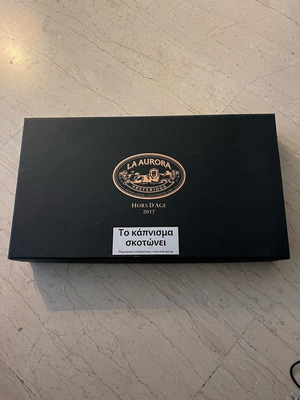 LA AURORA
PREFERIDOS
HORS D AGE
2017
Το κάπνισμα
σκοτώνει